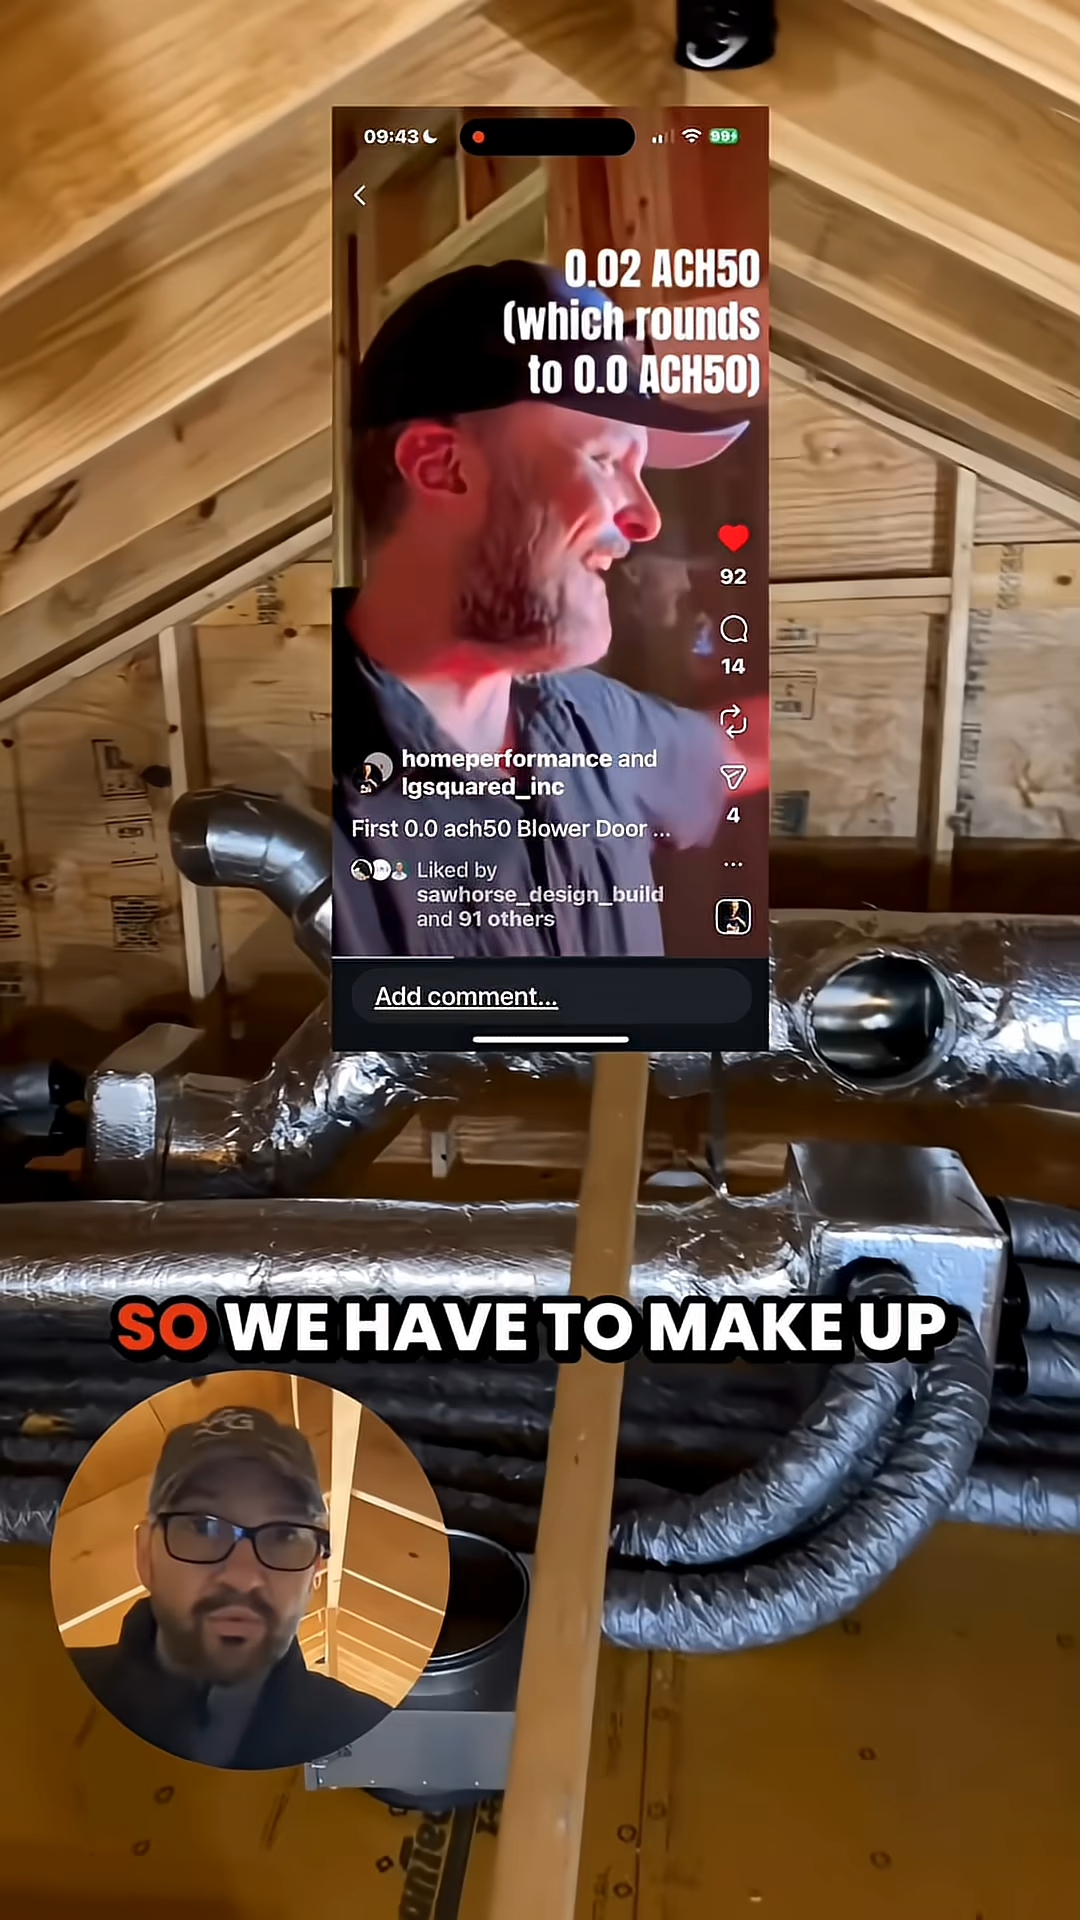 09:43
99
0.02 ACH50
(which rounds
to 0.0 ACH50)
92
14
4
homeperformance and
lgsquared_inc
First 0.0 ach50 Blower Door ...
Liked by
sawhorse_design_build
and 91 others
Add comment...
SO WE HAVE TO MAKE UP